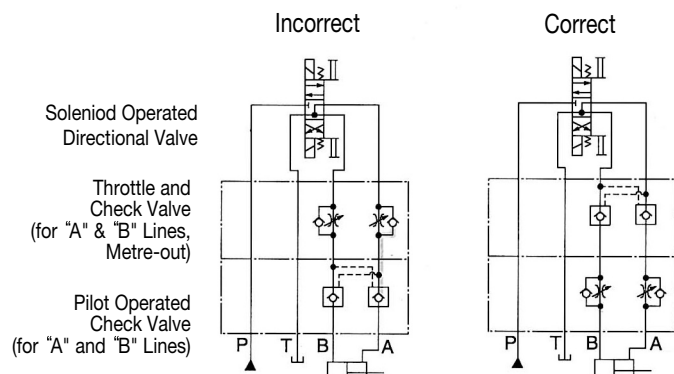 Incorrect
Correct
Soleniod Operated
Directional Valve
Throttle and
Check Valve
(for "A" & "B" Lines,
Metre-out)
Pilot Operated
Check Valve
(for "A" and "B" Lines)
P T B A
P T B A